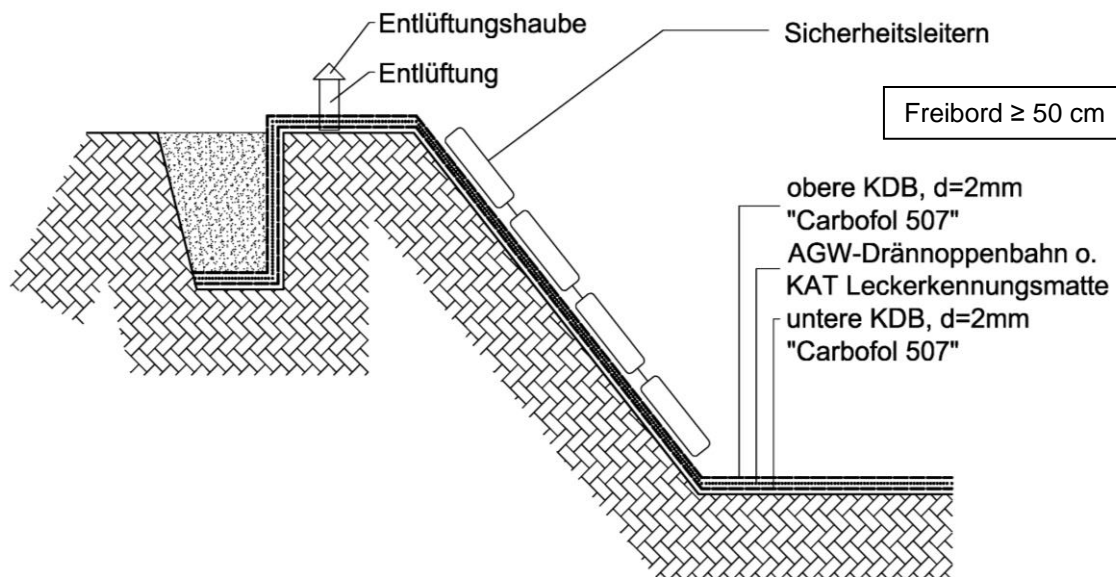 Entlüftungshaube
Entlüftung
Sicherheitsleitern
Freibord ≥ 50 cm
obere KDB, d=2mm
"Carbofol 507"
AGW-Drännoppenbahn o.
KAT Leckerkennungsmatte
untere KDB, d=2mm
"Carbofol 507"